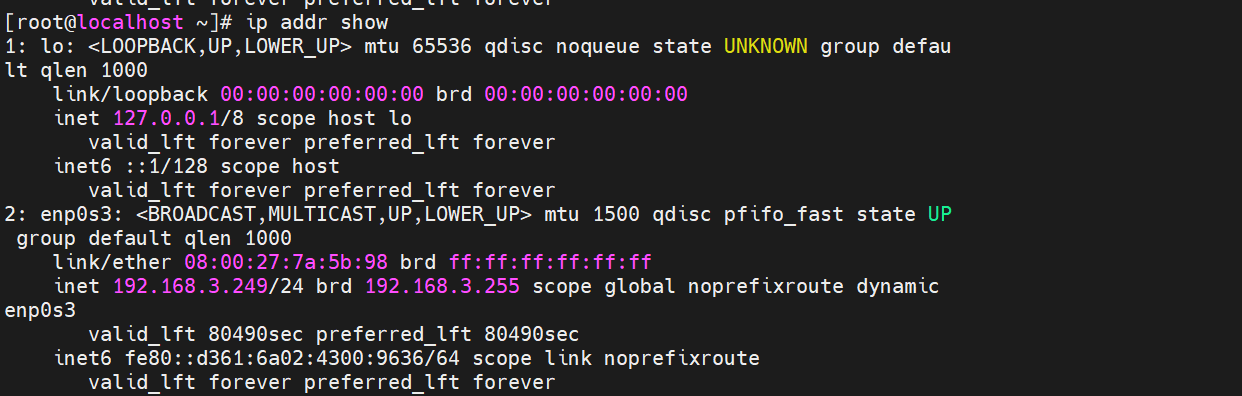 valid_lft forever preferred_lft forever
[root@localhost ~]# ip addr show
1: lo: <LOOPBACK,UP,LOWER_UP> mtu 65536 qdisc noqueue state UNKNOWN group defau
lt qlen 1000
    link/loopback 00:00:00:00:00:00 brd 00:00:00:00:00:00
    inet 127.0.0.1/8 scope host lo
       valid_lft forever preferred_lft forever
    inet6 ::1/128 scope host
       valid_lft forever preferred_lft forever
2: enp0s3: <BROADCAST,MULTICAST,UP,LOWER_UP> mtu 1500 qdisc pfifo_fast state UP
 group default qlen 1000
    link/ether 08:00:27:7a:5b:98 brd ff:ff:ff:ff:ff:ff
    inet 192.168.3.249/24 brd 192.168.3.255 scope global noprefixroute dynamic
enp0s3
       valid_lft 80490sec preferred_lft 80490sec
    inet6 fe80::d361:6a02:4300:9636/64 scope link noprefixroute
       valid_lft forever preferred_lft forever